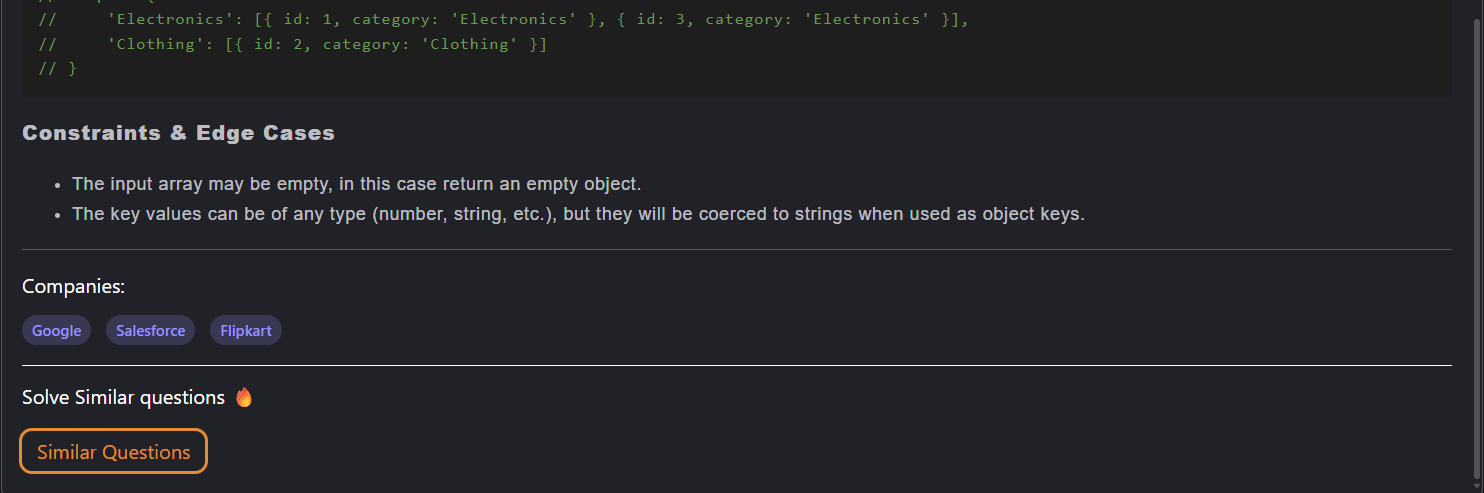 //     'Electronics': [{ id: 1, category: 'Electronics' }, { id: 3, category: 'Electronics' }],
//     'Clothing': [{ id: 2, category: 'Clothing' }]
// }
Constraints & Edge Cases
• The input array may be empty, in this case return an empty object.
• The key values can be of any type (number, string, etc.), but they will be coerced to strings when used as object keys.
Companies:
Google Salesforce Flipkart
Solve Similar questions 🔥
Similar Questions